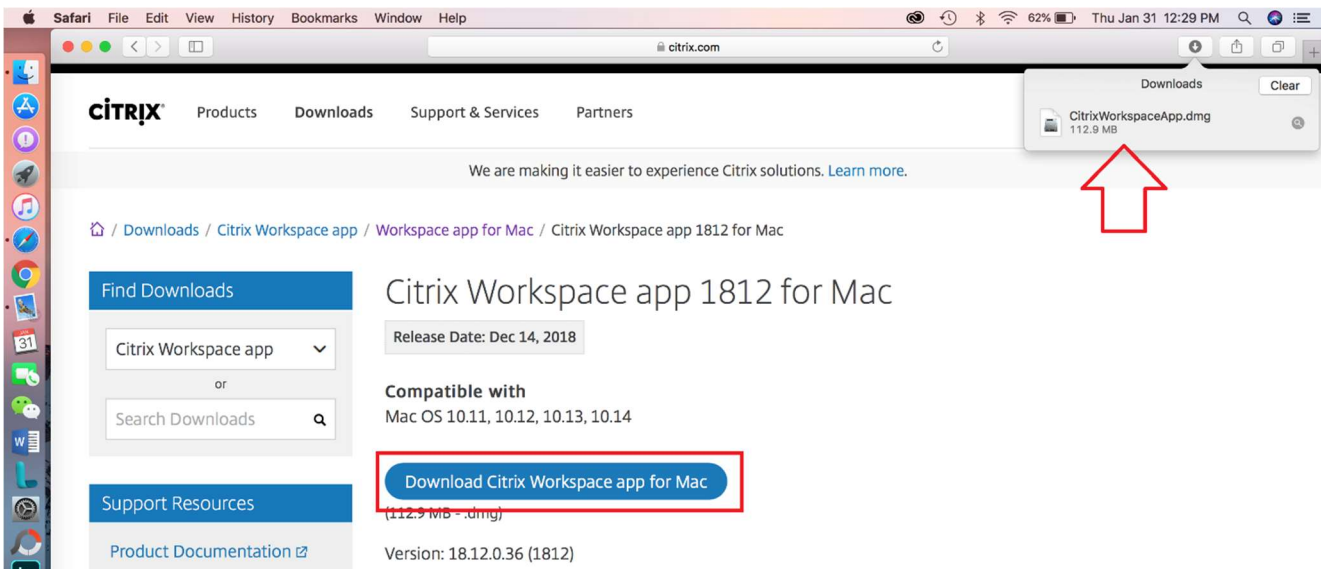 Safari File Edit View History Bookmarks Window Help 62% Thu Jan 31 12:29 PM
citrix.com
Downloads Clear
CitrixWorkspaceApp.dmg
112.9 MB
CITRIX Products Downloads Support & Services Partners
We are making it easier to experience Citrix solutions. Learn more.
/ Downloads / Citrix Workspace app / Workspace app for Mac / Citrix Workspace app 1812 for Mac
Find Downloads
Citrix Workspace app
or
Search Downloads
Support Resources
Product Documentation
Citrix Workspace app 1812 for Mac
Release Date: Dec 14, 2018
Compatible with
Mac OS 10.11, 10.12, 10.13, 10.14
Download Citrix Workspace app for Mac
(112.9 MB - .dmg)
Version: 18.12.0.36 (1812)
31
W